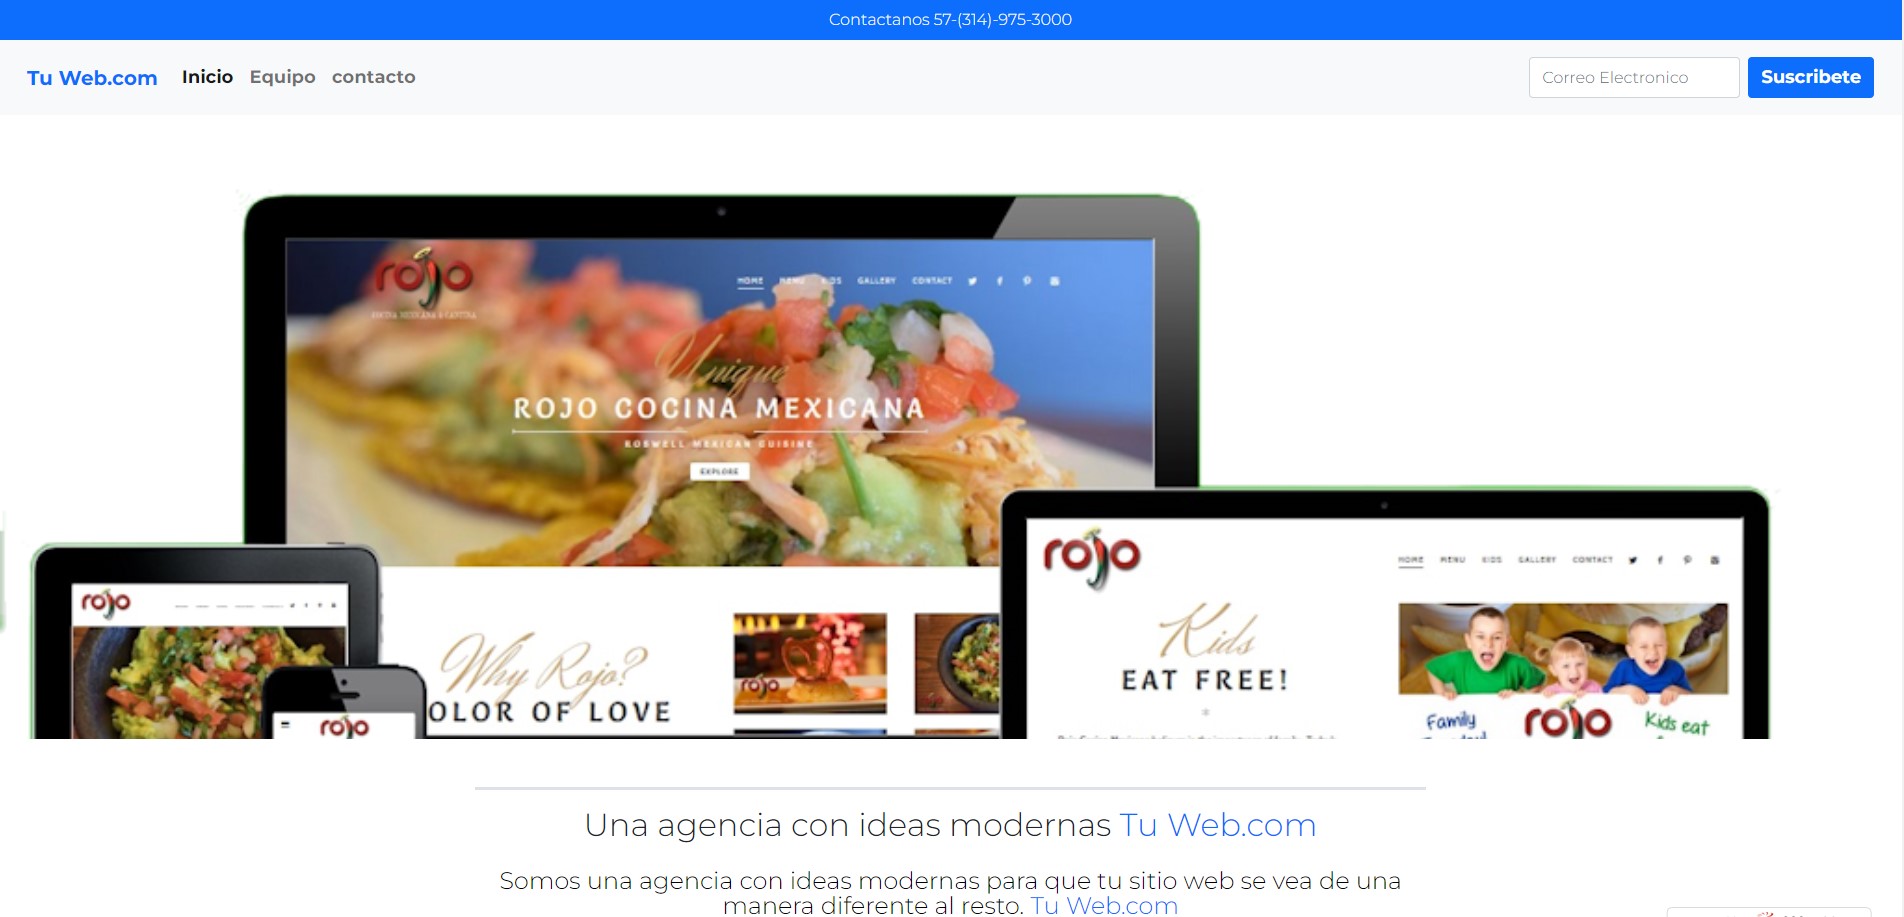 Contactanos 57-(314)-975-3000
Tu Web.com Inicio Equipo contacto Correo Electronico Suscribete
rojo
COCINA MEXICANA & CANTINA
HOME MENU KIDS GALLERY CONTACT
Unique
ROJO COCINA MEXICANA
ROSWELL MEXICAN CUISINE
EXPLORE
rojo
HOME MENU KIDS GALLERY CONTACT
rojo
Kids
EAT FREE!
Why Rojo?
OLOR OF LOVE
rojo
rojo
Family
rojo
Kids eat
Una agencia con ideas modernas Tu Web.com
Somos una agencia con ideas modernas para que tu sitio web se vea de una
manera diferente al resto. Tu Web.com